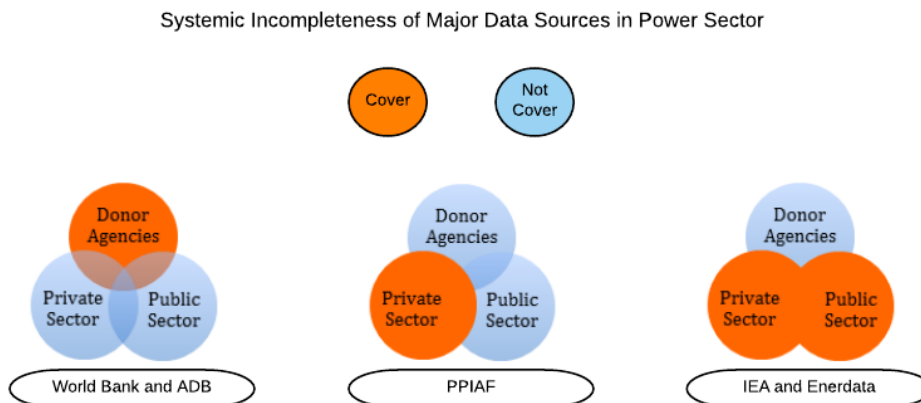 Systemic Incompleteness of Major Data Sources in Power Sector
Cover
Not
Cover
Donor
Agencies
Private
Sector
Public
Sector
World Bank and ADB
Donor
Agencies
Private
Sector
Public
Sector
PPIAF
Donor
Agencies
Private
Sector
Public
Sector
IEA and Enerdata